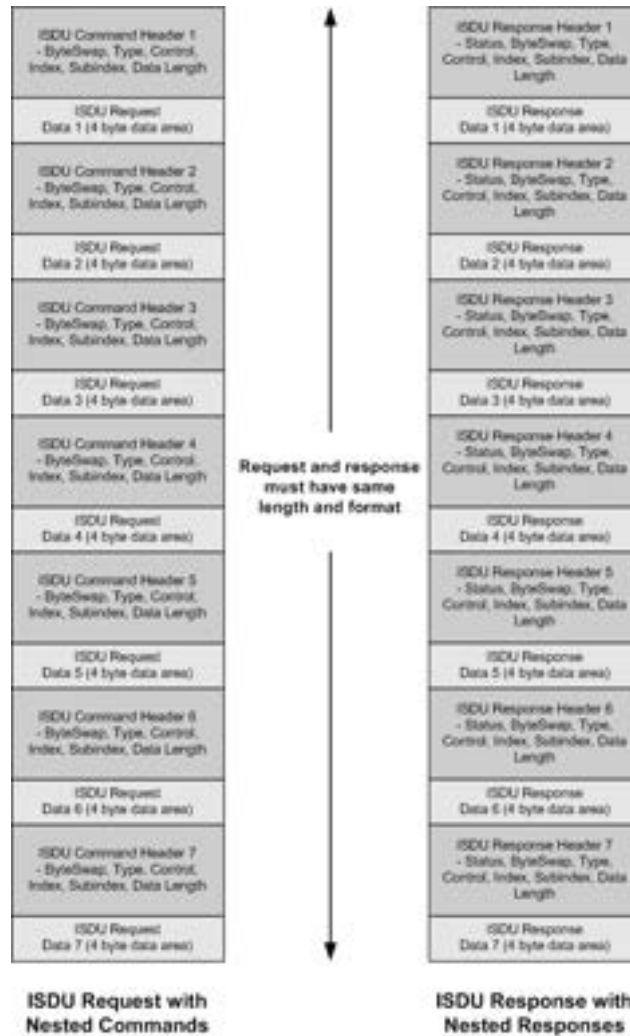 ISDU Command Header 1
- ByteSwap, Type, Control,
Index, Subindex, Data Length
ISDU Request
Data 1 (4 byte data area)
ISDU Command Header 2
- ByteSwap, Type, Control,
Index, Subindex, Data Length
ISDU Request
Data 2 (4 byte data area)
ISDU Command Header 3
- ByteSwap, Type, Control,
Index, Subindex, Data Length
ISDU Request
Data 3 (4 byte data area)
ISDU Command Header 4
- ByteSwap, Type, Control,
Index, Subindex, Data Length
ISDU Request
Data 4 (4 byte data area)
ISDU Command Header 5
- ByteSwap, Type, Control,
Index, Subindex, Data Length
ISDU Request
Data 5 (4 byte data area)
ISDU Command Header 6
- ByteSwap, Type, Control,
Index, Subindex, Data Length
ISDU Request
Data 6 (4 byte data area)
ISDU Command Header 7
- ByteSwap, Type, Control,
Index, Subindex, Data Length
ISDU Request
Data 7 (4 byte data area)
ISDU Request with
Nested Commands
Request and response
must have same
length and format
ISDU Response Header 1
- Status, ByteSwap, Type,
Control, Index, Subindex, Data
Length
ISDU Response
Data 1 (4 byte data area)
ISDU Response Header 2
- Status, ByteSwap, Type,
Control, Index, Subindex, Data
Length
ISDU Response
Data 2 (4 byte data area)
ISDU Response Header 3
- Status, ByteSwap, Type,
Control, Index, Subindex, Data
Length
ISDU Response
Data 3 (4 byte data area)
ISDU Response Header 4
- Status, ByteSwap, Type,
Control, Index, Subindex, Data
Length
ISDU Response
Data 4 (4 byte data area)
ISDU Response Header 5
- Status, ByteSwap, Type,
Control, Index, Subindex, Data
Length
ISDU Response
Data 5 (4 byte data area)
ISDU Response Header 6
- Status, ByteSwap, Type,
Control, Index, Subindex, Data
Length
ISDU Response
Data 6 (4 byte data area)
ISDU Response Header 7
- Status, ByteSwap, Type,
Control, Index, Subindex, Data
Length
ISDU Response
Data 7 (4 byte data area)
ISDU Response with
Nested Responses